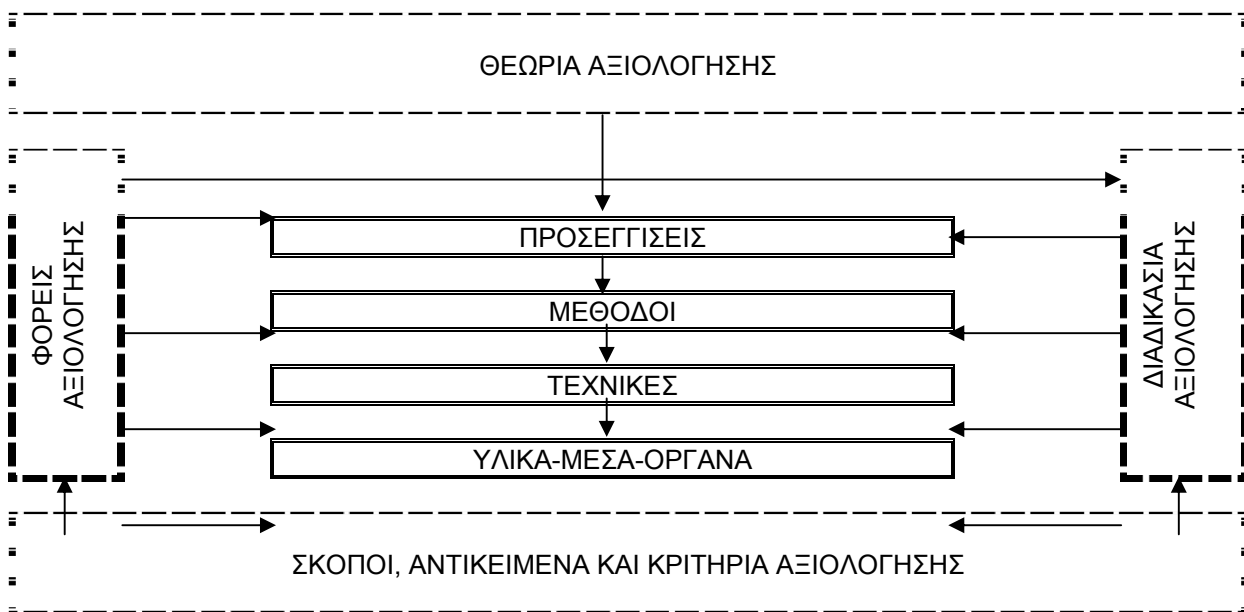 ΘΕΩΡΙΑ ΑΞΙΟΛΟΓΗΣΗΣ
ΦΟΡΕΙΣ
ΑΞΙΟΛΟΓΗΣΗΣ
ΠΡΟΣΕΓΓΙΣΕΙΣ
ΜΕΘΟΔΟΙ
ΤΕΧΝΙΚΕΣ
ΥΛΙΚΑ-ΜΕΣΑ-ΟΡΓΑΝΑ
ΔΙΑΔΙΚΑΣΙΑ
ΑΞΙΟΛΟΓΗΣΗΣ
ΣΚΟΠΟΙ, ΑΝΤΙΚΕΙΜΕΝΑ ΚΑΙ ΚΡΙΤΗΡΙΑ ΑΞΙΟΛΟΓΗΣΗΣ